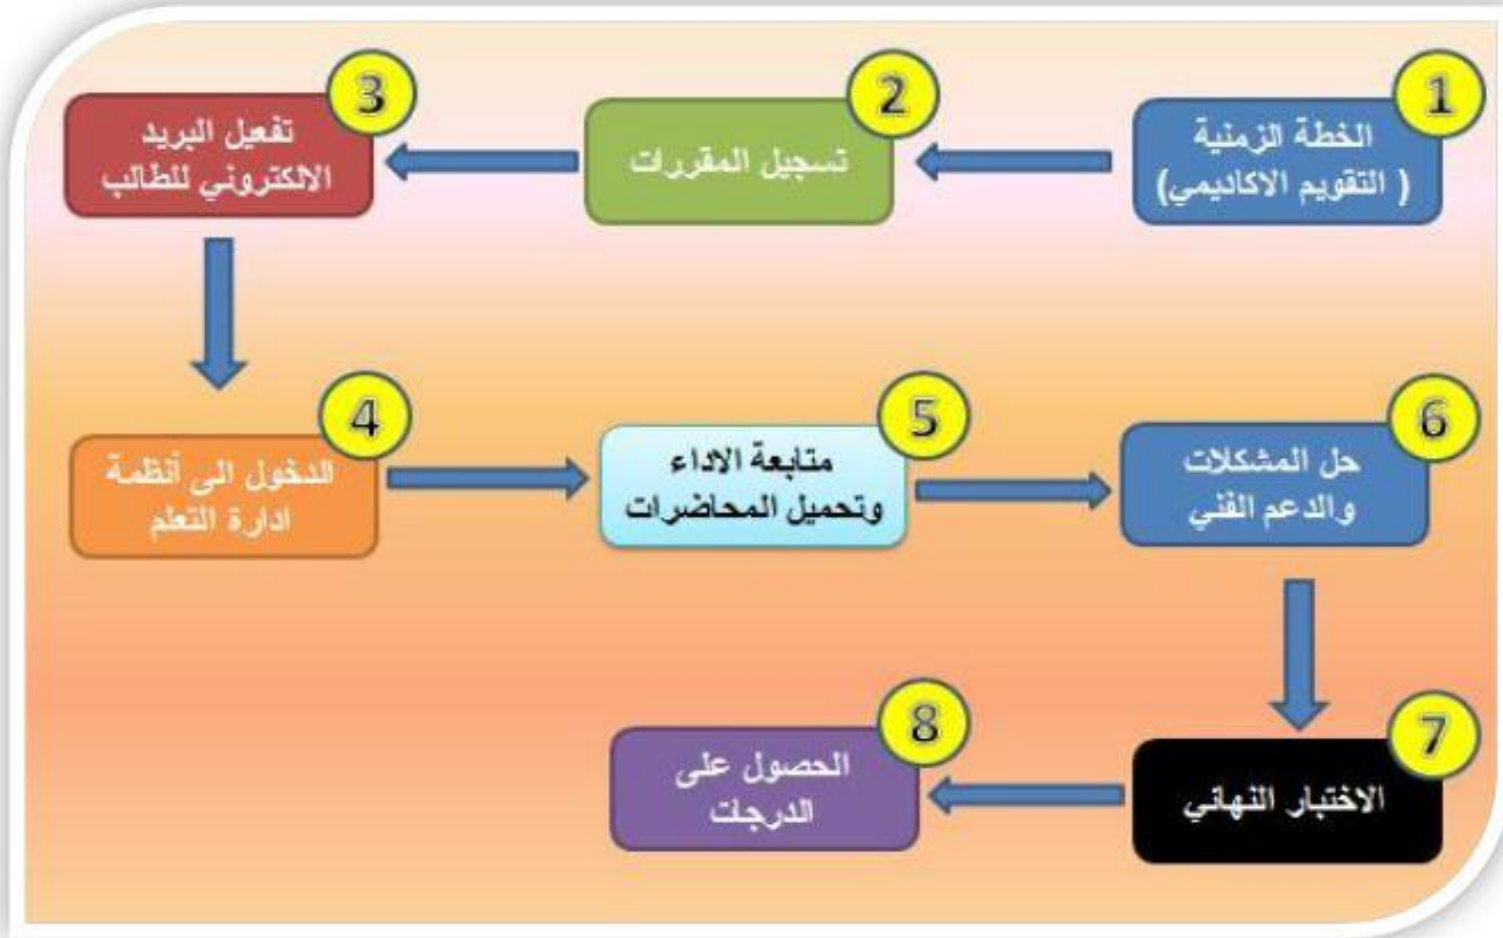 1
الخطة الزمنية
( التقويم الاكاديمي)
2
تسجيل المقررات
3
تفعيل البريد
الالكتروني للطالب
4
الدخول الى أنظمة
ادارة التعلم
5
متابعة الاداء
وتحميل المحاضرات
6
حل المشكلات
والدعم الفني
7
الاختبار النهائي
8
الحصول على
الدرجات